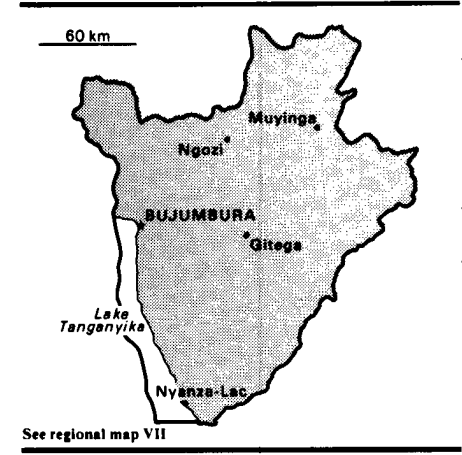 60 km
Muyinga
Ngozi
BUJUMBURA
Gitega
Lake
Tanganyika
Nyanza-Lac
See regional map VII